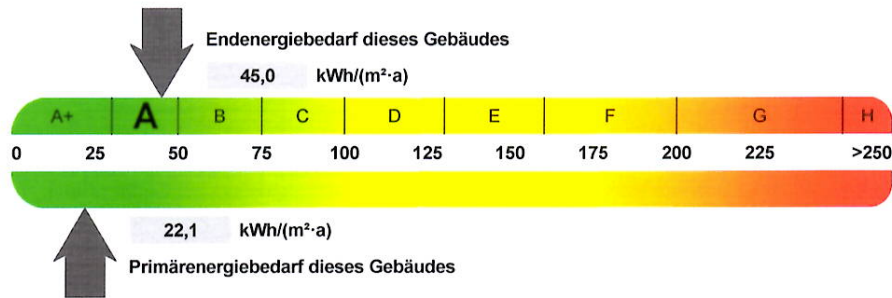 Endenergiebedarf dieses Gebäudes
45,0 kWh/(m²·a)
A+ A B C D E F G H
0 25 50 75 100 125 150 175 200 225 >250
22,1 kWh/(m²·a)
Primärenergiebedarf dieses Gebäudes